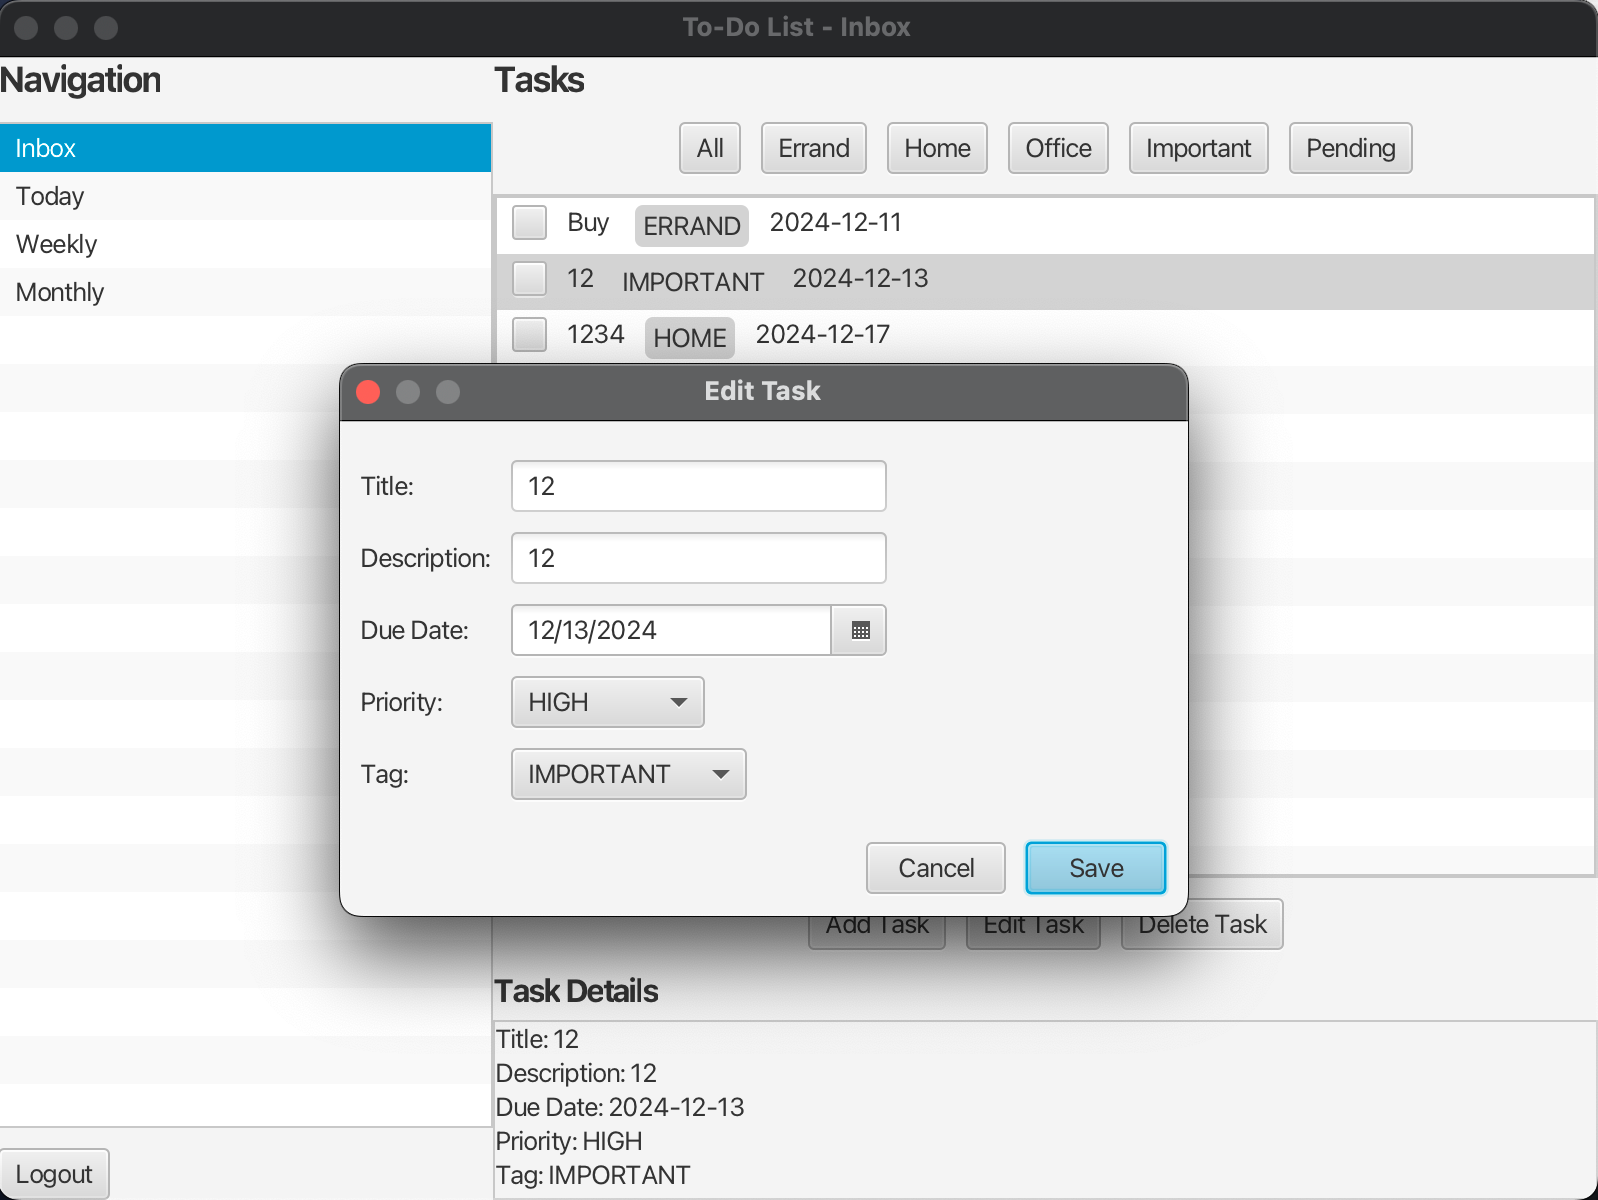 To-Do List - Inbox
Navigation
Inbox
Today
Weekly
Monthly
Logout
Tasks
All Errand Home Office Important Pending
Buy ERRAND 2024-12-11
12 IMPORTANT 2024-12-13
1234 HOME 2024-12-17
Edit Task
Title: 12
Description: 12
Due Date: 12/13/2024
Priority: HIGH
Tag: IMPORTANT
Cancel Save
Add Task Edit Task Delete Task
Task Details
Title: 12
Description: 12
Due Date: 2024-12-13
Priority: HIGH
Tag: IMPORTANT